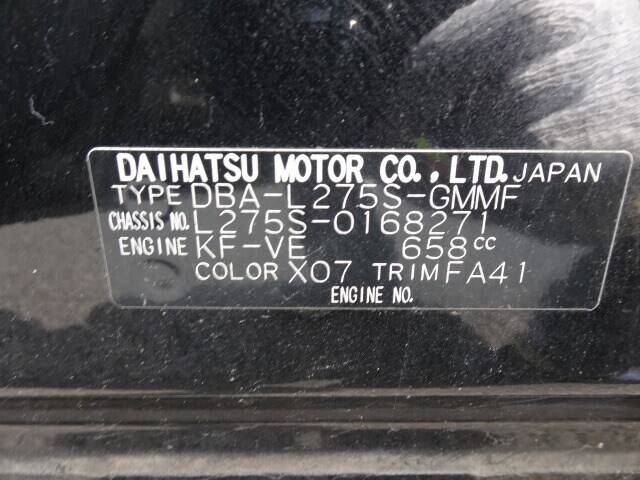 DAIHATSU MOTOR CO., LTD. JAPAN
TYPE DBA-L275S-GMMF
CHASSIS NO. L275S-0168271
ENGINE KF-VE 658cc
COLOR X07 TRIM FA41
ENGINE NO.